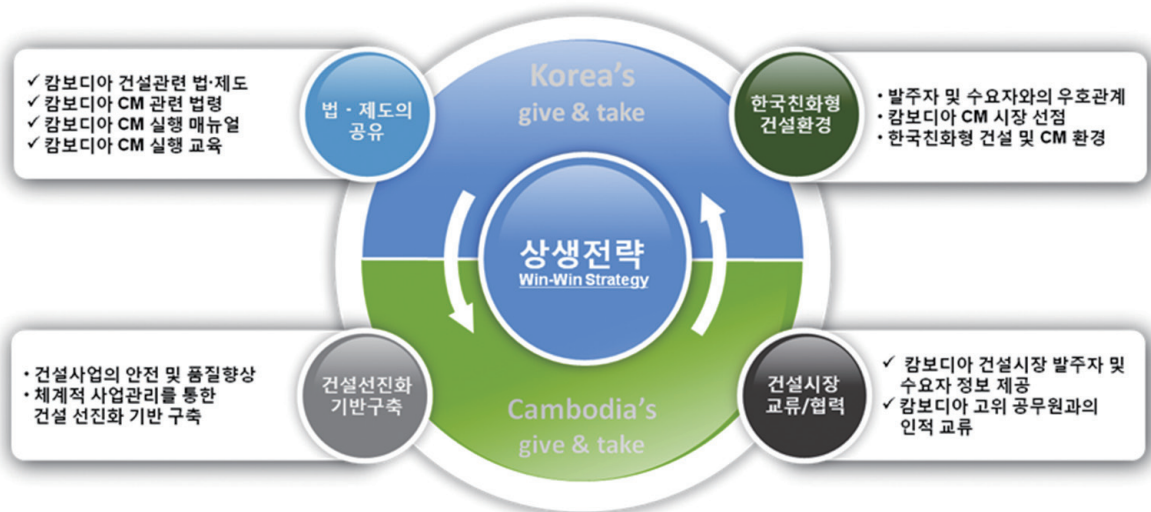 ✓ 캄보디아 건설관련 법·제도
✓ 캄보디아 CM 관련 법령
✓ 캄보디아 CM 실행 매뉴얼
✓ 캄보디아 CM 실행 교육
법·제도의
공유
Korea's
give & take
한국친화형
건설환경
· 발주자 및 수요자와의 우호관계
· 캄보디아 CM 시장 선점
· 한국친화형 건설 및 CM 환경
상생전략
Win-Win Strategy
· 건설사업의 안전 및 품질향상
· 체계적 사업관리를 통한
건설 선진화 기반 구축
건설선진화
기반구축
Cambodia's
give & take
건설시장
교류/협력
✓ 캄보디아 건설시장 발주자 및
수요자 정보 제공
✓ 캄보디아 고위 공무원과의
인적 교류